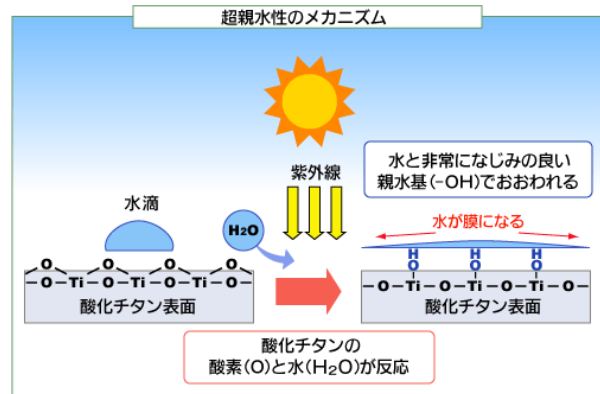 超親水性のメカニズム
水と非常になじみの良い
親水基(-OH)でおおわれる
紫外線
水滴
H2O
水が膜になる
H H H
O O O
O O O O
-O-Ti-O-Ti-O-Ti-O-
-O-Ti-O-Ti-O-Ti-O-
酸化チタン表面
酸化チタン表面
酸化チタンの
酸素(O)と水(H2O)が反応